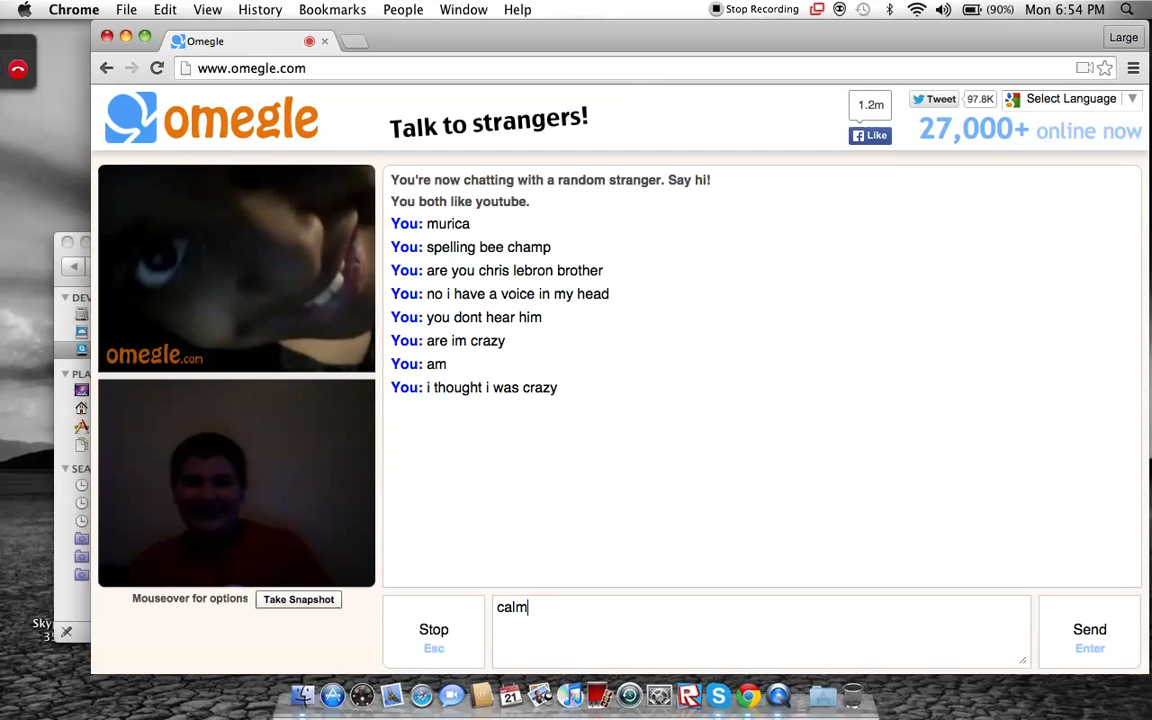 Chrome File Edit View History Bookmarks People Window Help Stop Recording (90%) Mon 6:54 PM
Omegle
Large
www.omegle.com
omegle
Talk to strangers!
1.2m
Like
Tweet 97.8K Select Language
27,000+ online now
omegle.com
You're now chatting with a random stranger. Say hi!
You both like youtube.
You: murica
You: spelling bee champ
You: are you chris lebron brother
You: no i have a voice in my head
You: you dont hear him
You: are im crazy
You: am
You: i thought i was crazy
DEV
PLA
SEA
Mouseover for options Take Snapshot
Stop
Esc
calm
Send
Enter
21